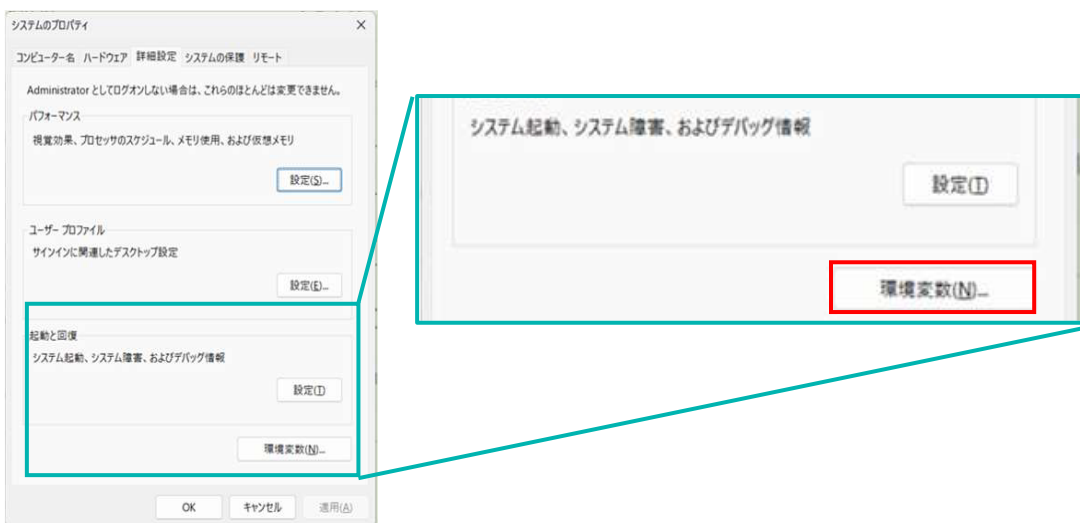 システムのプロパティ
コンピューター名 ハードウェア 詳細設定 システムの保護 リモート
Administrator としてログオンしない場合は、これらのほとんどは変更できません。
パフォーマンス
視覚効果、プロセッサのスケジュール、メモリ使用、および仮想メモリ
設定(S)...
ユーザー プロファイル
サインインに関連したデスクトップ設定
設定(E)...
起動と回復
システム起動、システム障害、およびデバッグ情報
設定(T)
環境変数(N)...
OK キャンセル 適用(A)
システム起動、システム障害、およびデバッグ情報
設定(T)
環境変数(N)...